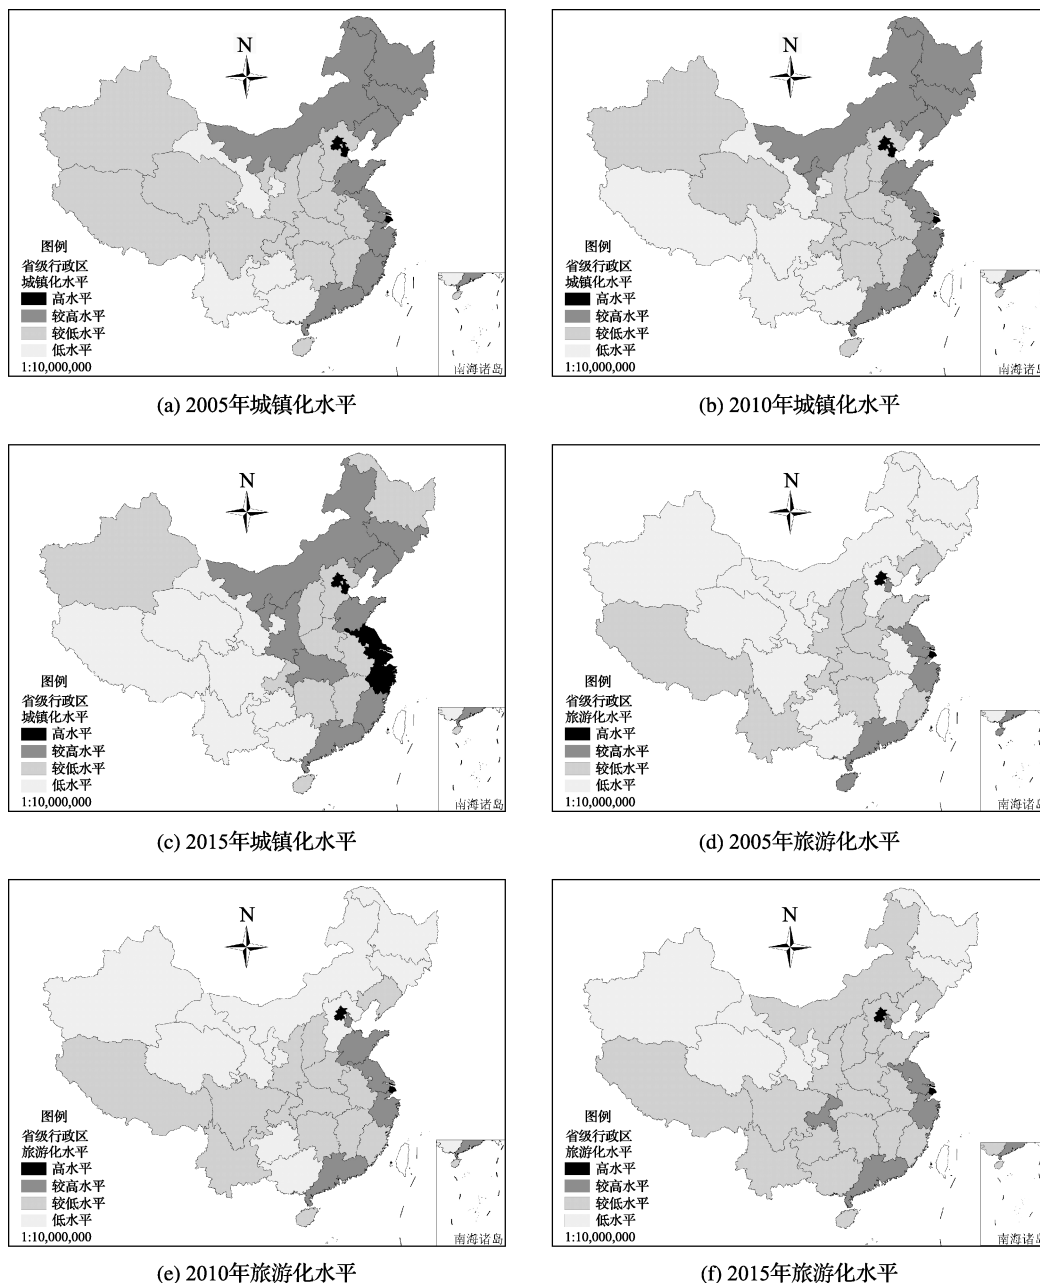 N
图例
省级行政区
城镇化水平
高水平
较高水平
较低水平
低水平
1:10,000,000
南海诸岛
(a) 2005年城镇化水平
N
图例
省级行政区
城镇化水平
高水平
较高水平
较低水平
低水平
1:10,000,000
南海诸岛
(b) 2010年城镇化水平
N
图例
省级行政区
城镇化水平
高水平
较高水平
较低水平
低水平
1:10,000,000
南海诸岛
(c) 2015年城镇化水平
N
图例
省级行政区
旅游化水平
高水平
较高水平
较低水平
低水平
1:10,000,000
南海诸岛
(d) 2005年旅游化水平
N
图例
省级行政区
旅游化水平
高水平
较高水平
较低水平
低水平
1:10,000,000
南海诸岛
(e) 2010年旅游化水平
N
图例
省级行政区
旅游化水平
高水平
较高水平
较低水平
低水平
1:10,000,000
南海诸岛
(f) 2015年旅游化水平